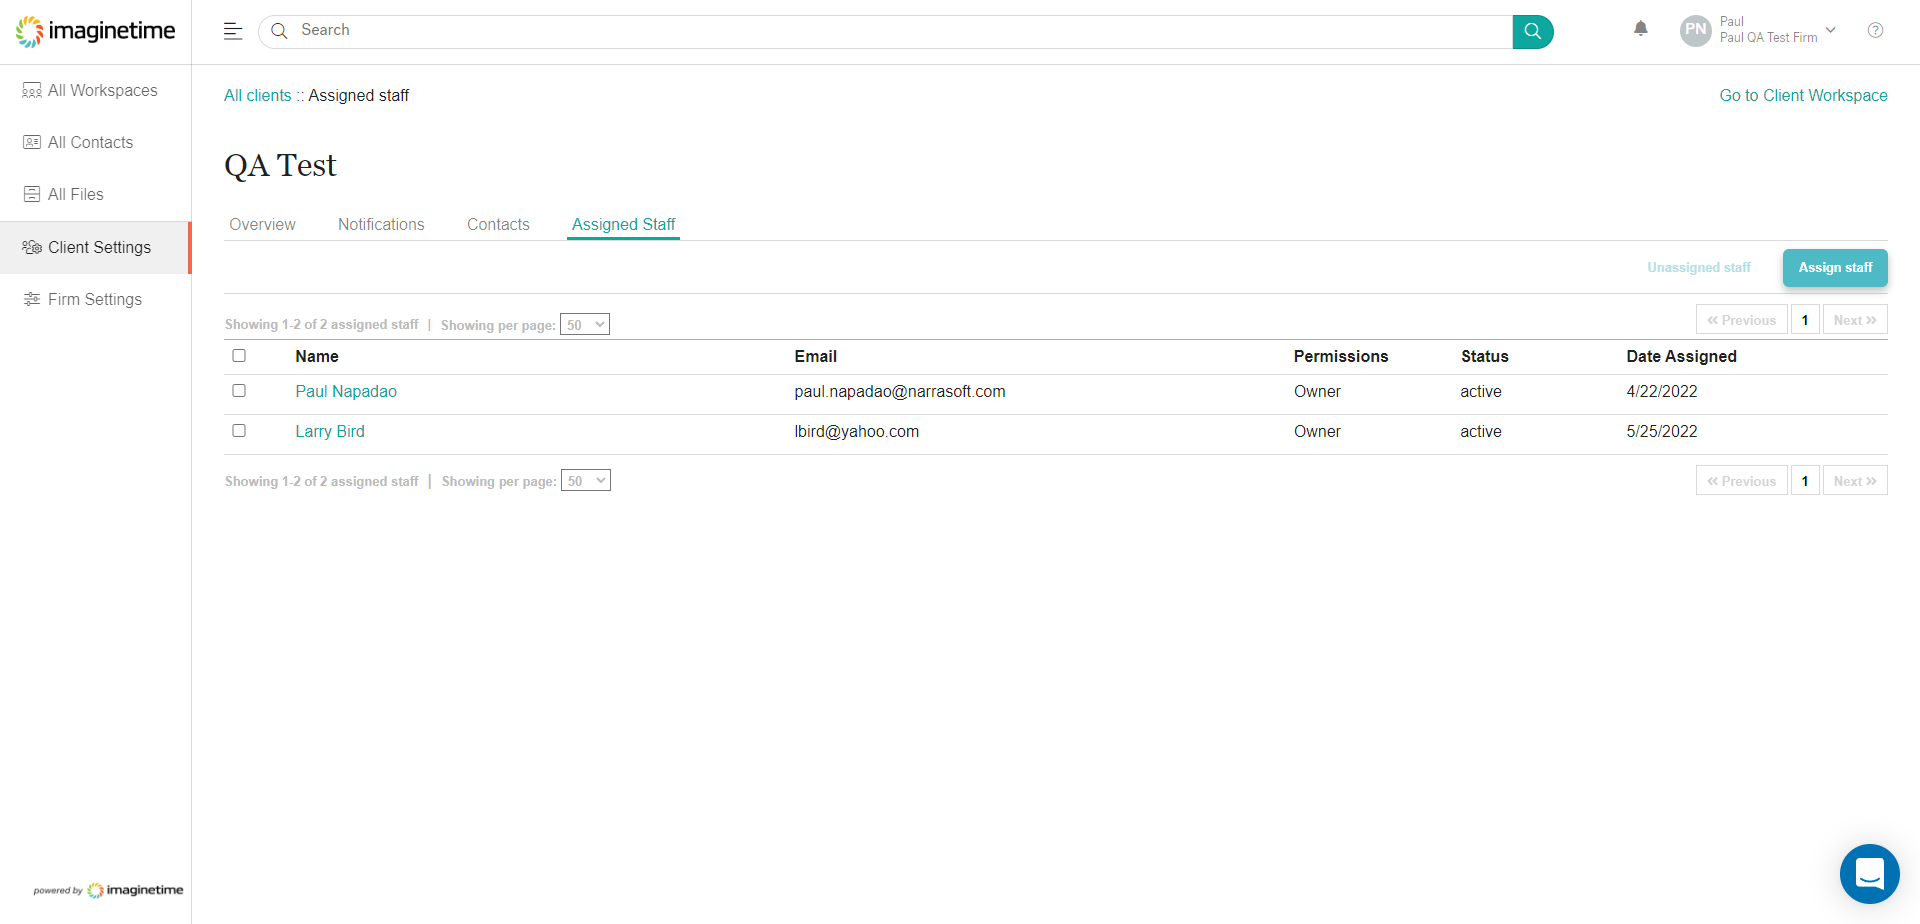 imaginetime
Search
PN
Paul
Paul QA Test Firm
All Workspaces
All Contacts
All Files
Client Settings
Firm Settings
All clients :: Assigned staff
Go to Client Workspace
QA Test
Overview Notifications Contacts Assigned Staff
Unassigned staff Assign staff
Showing 1-2 of 2 assigned staff | Showing per page: 50
« Previous 1 Next »
Name Email Permissions Status Date Assigned
Paul Napadao paul.napadao@narrasoft.com Owner active 4/22/2022
Larry Bird lbird@yahoo.com Owner active 5/25/2022
Showing 1-2 of 2 assigned staff | Showing per page: 50
« Previous 1 Next »
powered by imaginetime